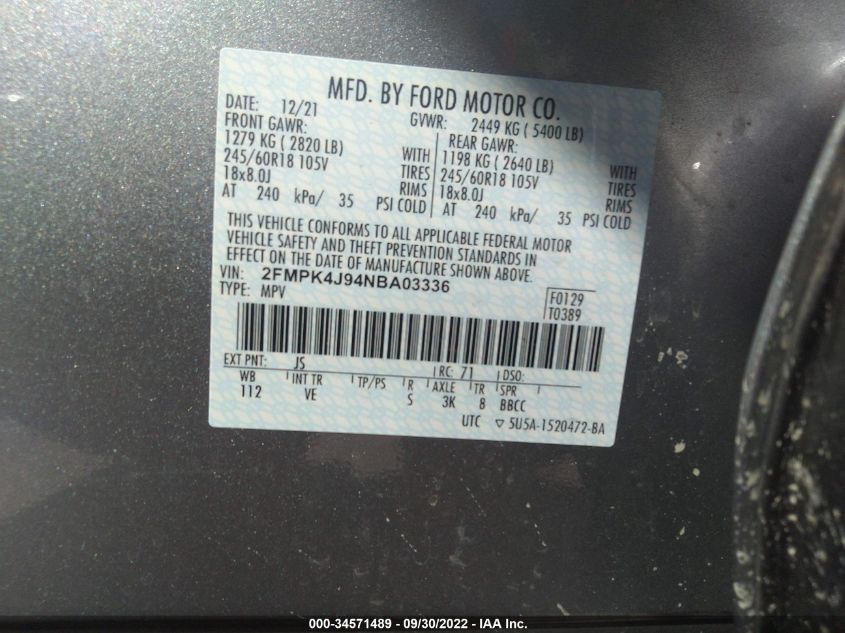 MFD. BY FORD MOTOR CO.
DATE: 12/21 GVWR: 2449 KG ( 5400 LB)
FRONT GAWR: REAR GAWR:
1279 KG ( 2820 LB) WITH 1198 KG ( 2640 LB) WITH
245/60R18 105V TIRES 245/60R18 105V TIRES
18x8.0J RIMS 18x8.0J RIMS
AT 240 kPa/ 35 PSI COLD AT 240 kPa/ 35 PSI COLD
THIS VEHICLE CONFORMS TO ALL APPLICABLE FEDERAL MOTOR
VEHICLE SAFETY AND THEFT PREVENTION STANDARDS IN
EFFECT ON THE DATE OF MANUFACTURE SHOWN ABOVE.
VIN: 2FMPK4J94NBA03336
TYPE: MPV F0129
T0389
EXT PNT: JS RC: 71 DSO:
WB INT TR TP/PS R AXLE TR SPR
112 VE S 3K 8 BBCC
UTC ▽ 5U5A-1520472-BA
000-34571489 - 09/30/2022 - IAA Inc.